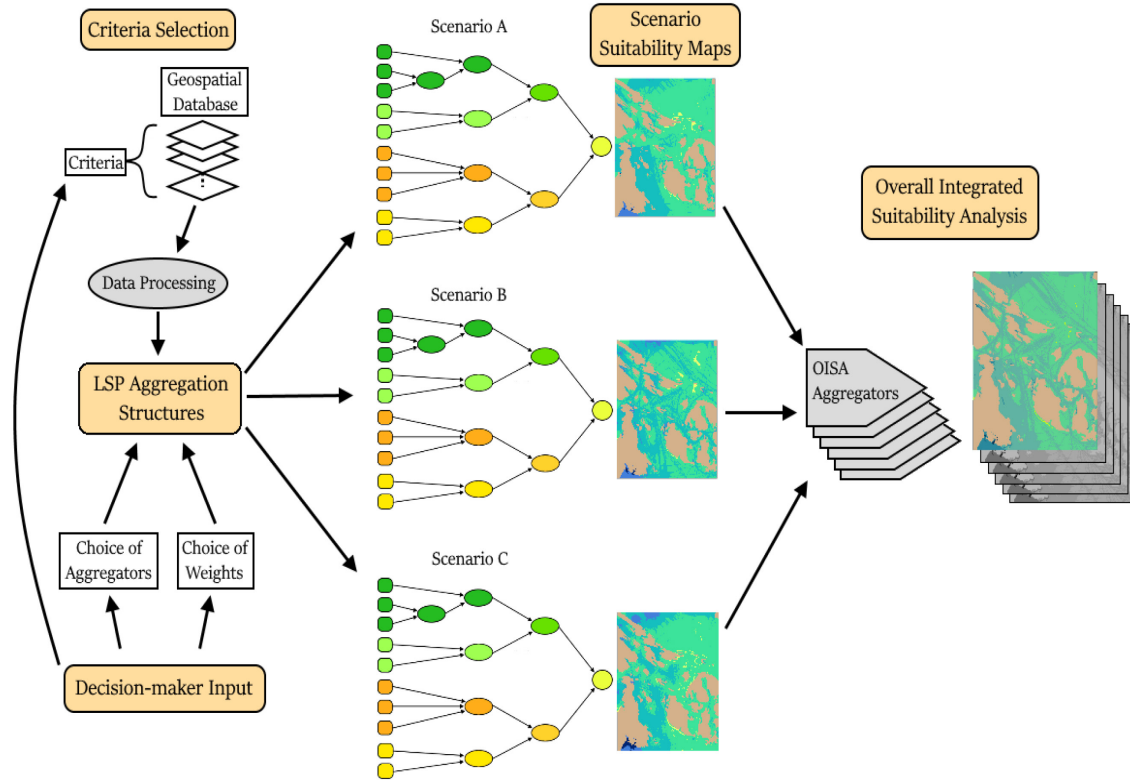 Criteria Selection
Geospatial
Database
Criteria
Data Processing
LSP Aggregation
Structures
Choice of
Aggregators
Choice of
Weights
Decision-maker Input
Scenario A
Scenario B
Scenario C
Scenario
Suitability Maps
OISA
Aggregators
Overall Integrated
Suitability Analysis